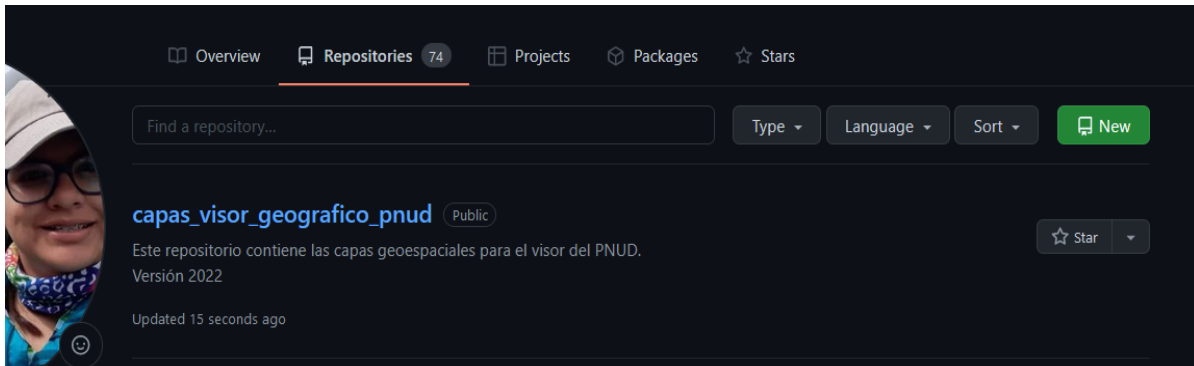 Overview Repositories 74 Projects Packages Stars
Find a repository... Type Language Sort New
capas_visor_geografico_pnud Public
Star
Este repositorio contiene las capas geoespaciales para el visor del PNUD.
Versión 2022
Updated 15 seconds ago